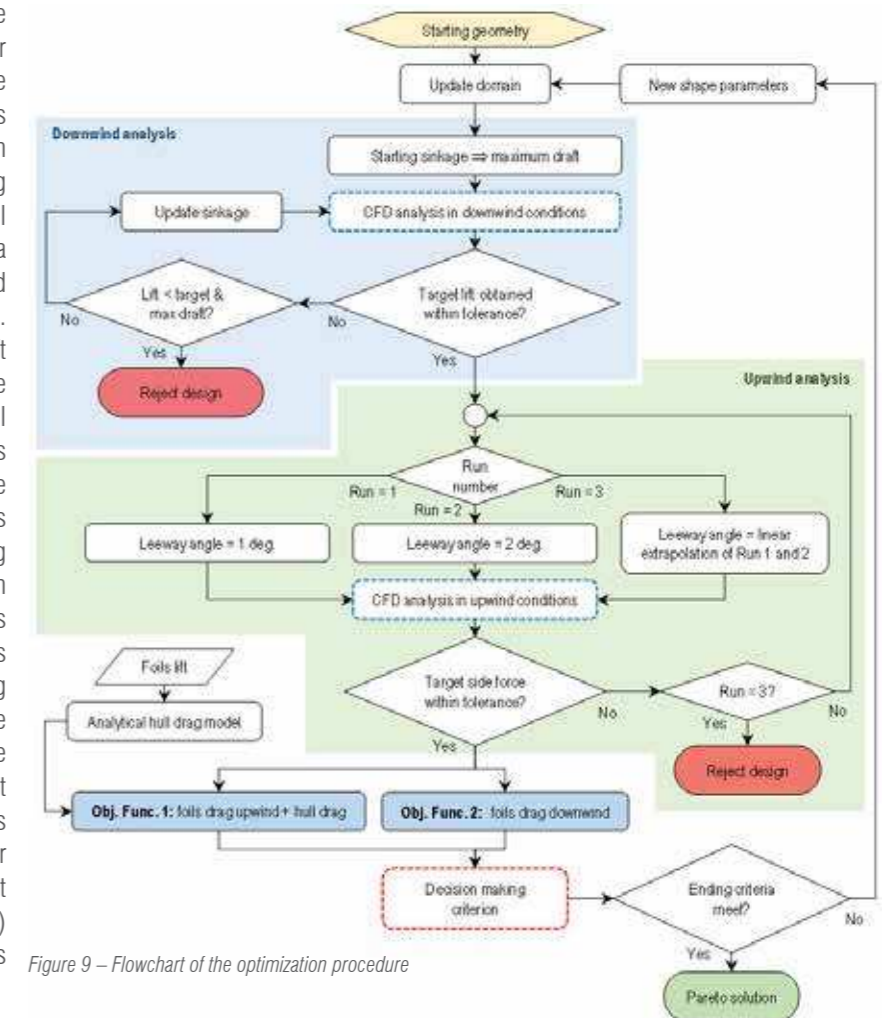 Starting geometry
Update domain
New shape parameters
Downwind analysis
Starting sinkage ⇒ maximum draft
Update sinkage
CFD analysis in downwind conditions
Lift < target &
max draft?
Target lift obtained
within tolerance?
No
No
Yes
Yes
Reject design
Upwind analysis
Run
number
Run = 1
Run = 2
Run = 3
Leeway angle = 1 deg.
Leeway angle = 2 deg
Leeway angle = linear
extrapolation of Run 1 and 2
CFD analysis in upwind conditions
Foils lift
Analytical hull drag model
Target side force
within tolerance?
No
Run = 3?
No
Yes
Yes
Reject design
Obj. Func. 1: foils drag upwind + hull drag
Obj. Func. 2: foils drag downwind
Decision making
criterion
Ending criteria
meet?
No
Yes
Pareto solution
Figure 9 – Flowchart of the optimization procedure